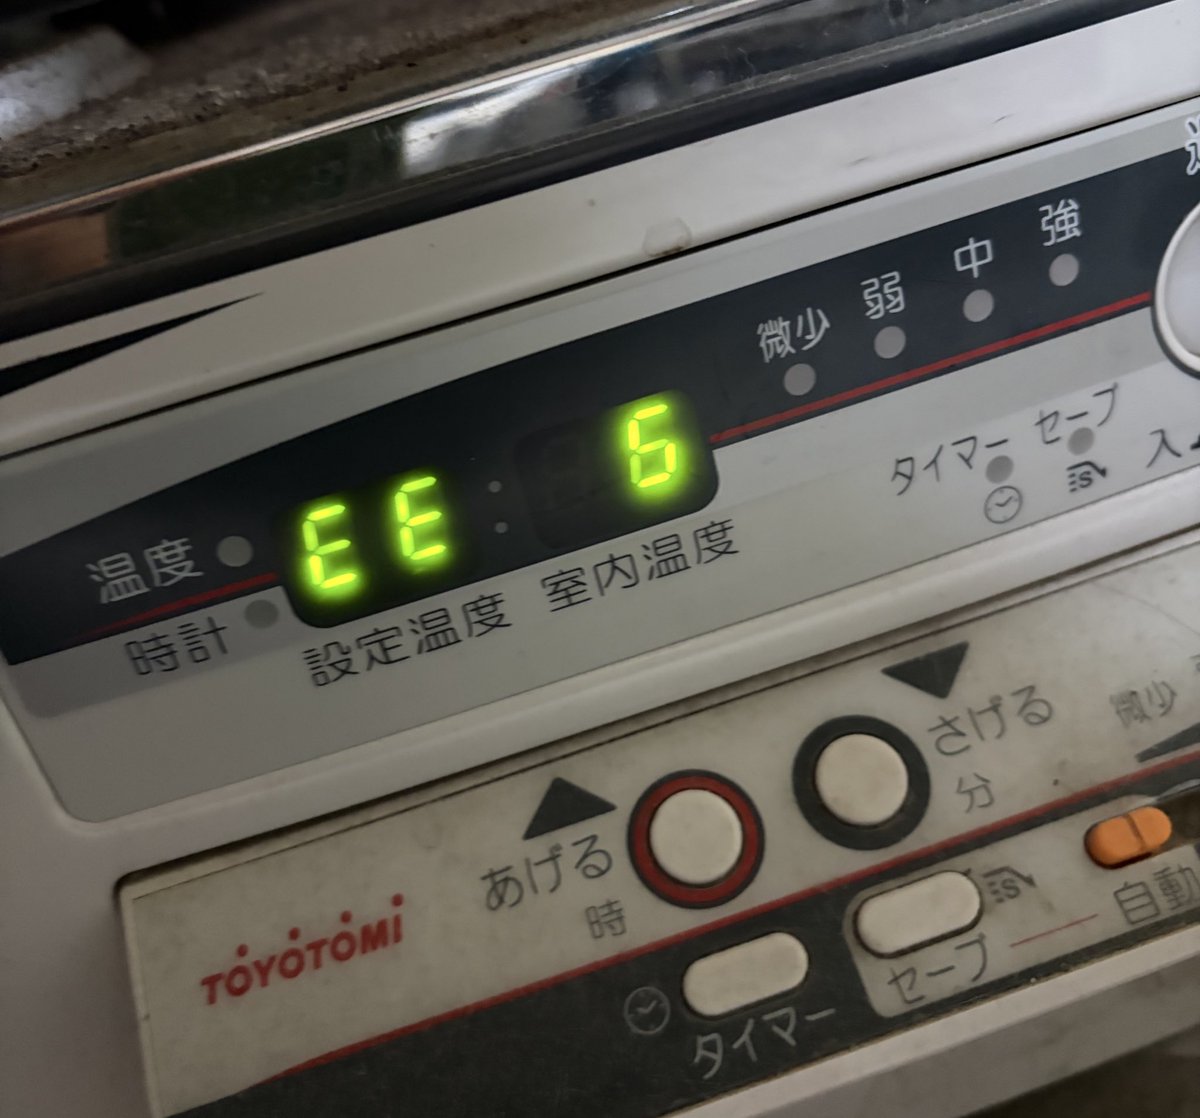 微少 弱 中 強
温度
EE : 6
時計
設定温度 室内温度
タイマー セーブ 入
あげる
時
さげる
分
微少
TOYOTOMI
タイマー
セーブ
自動